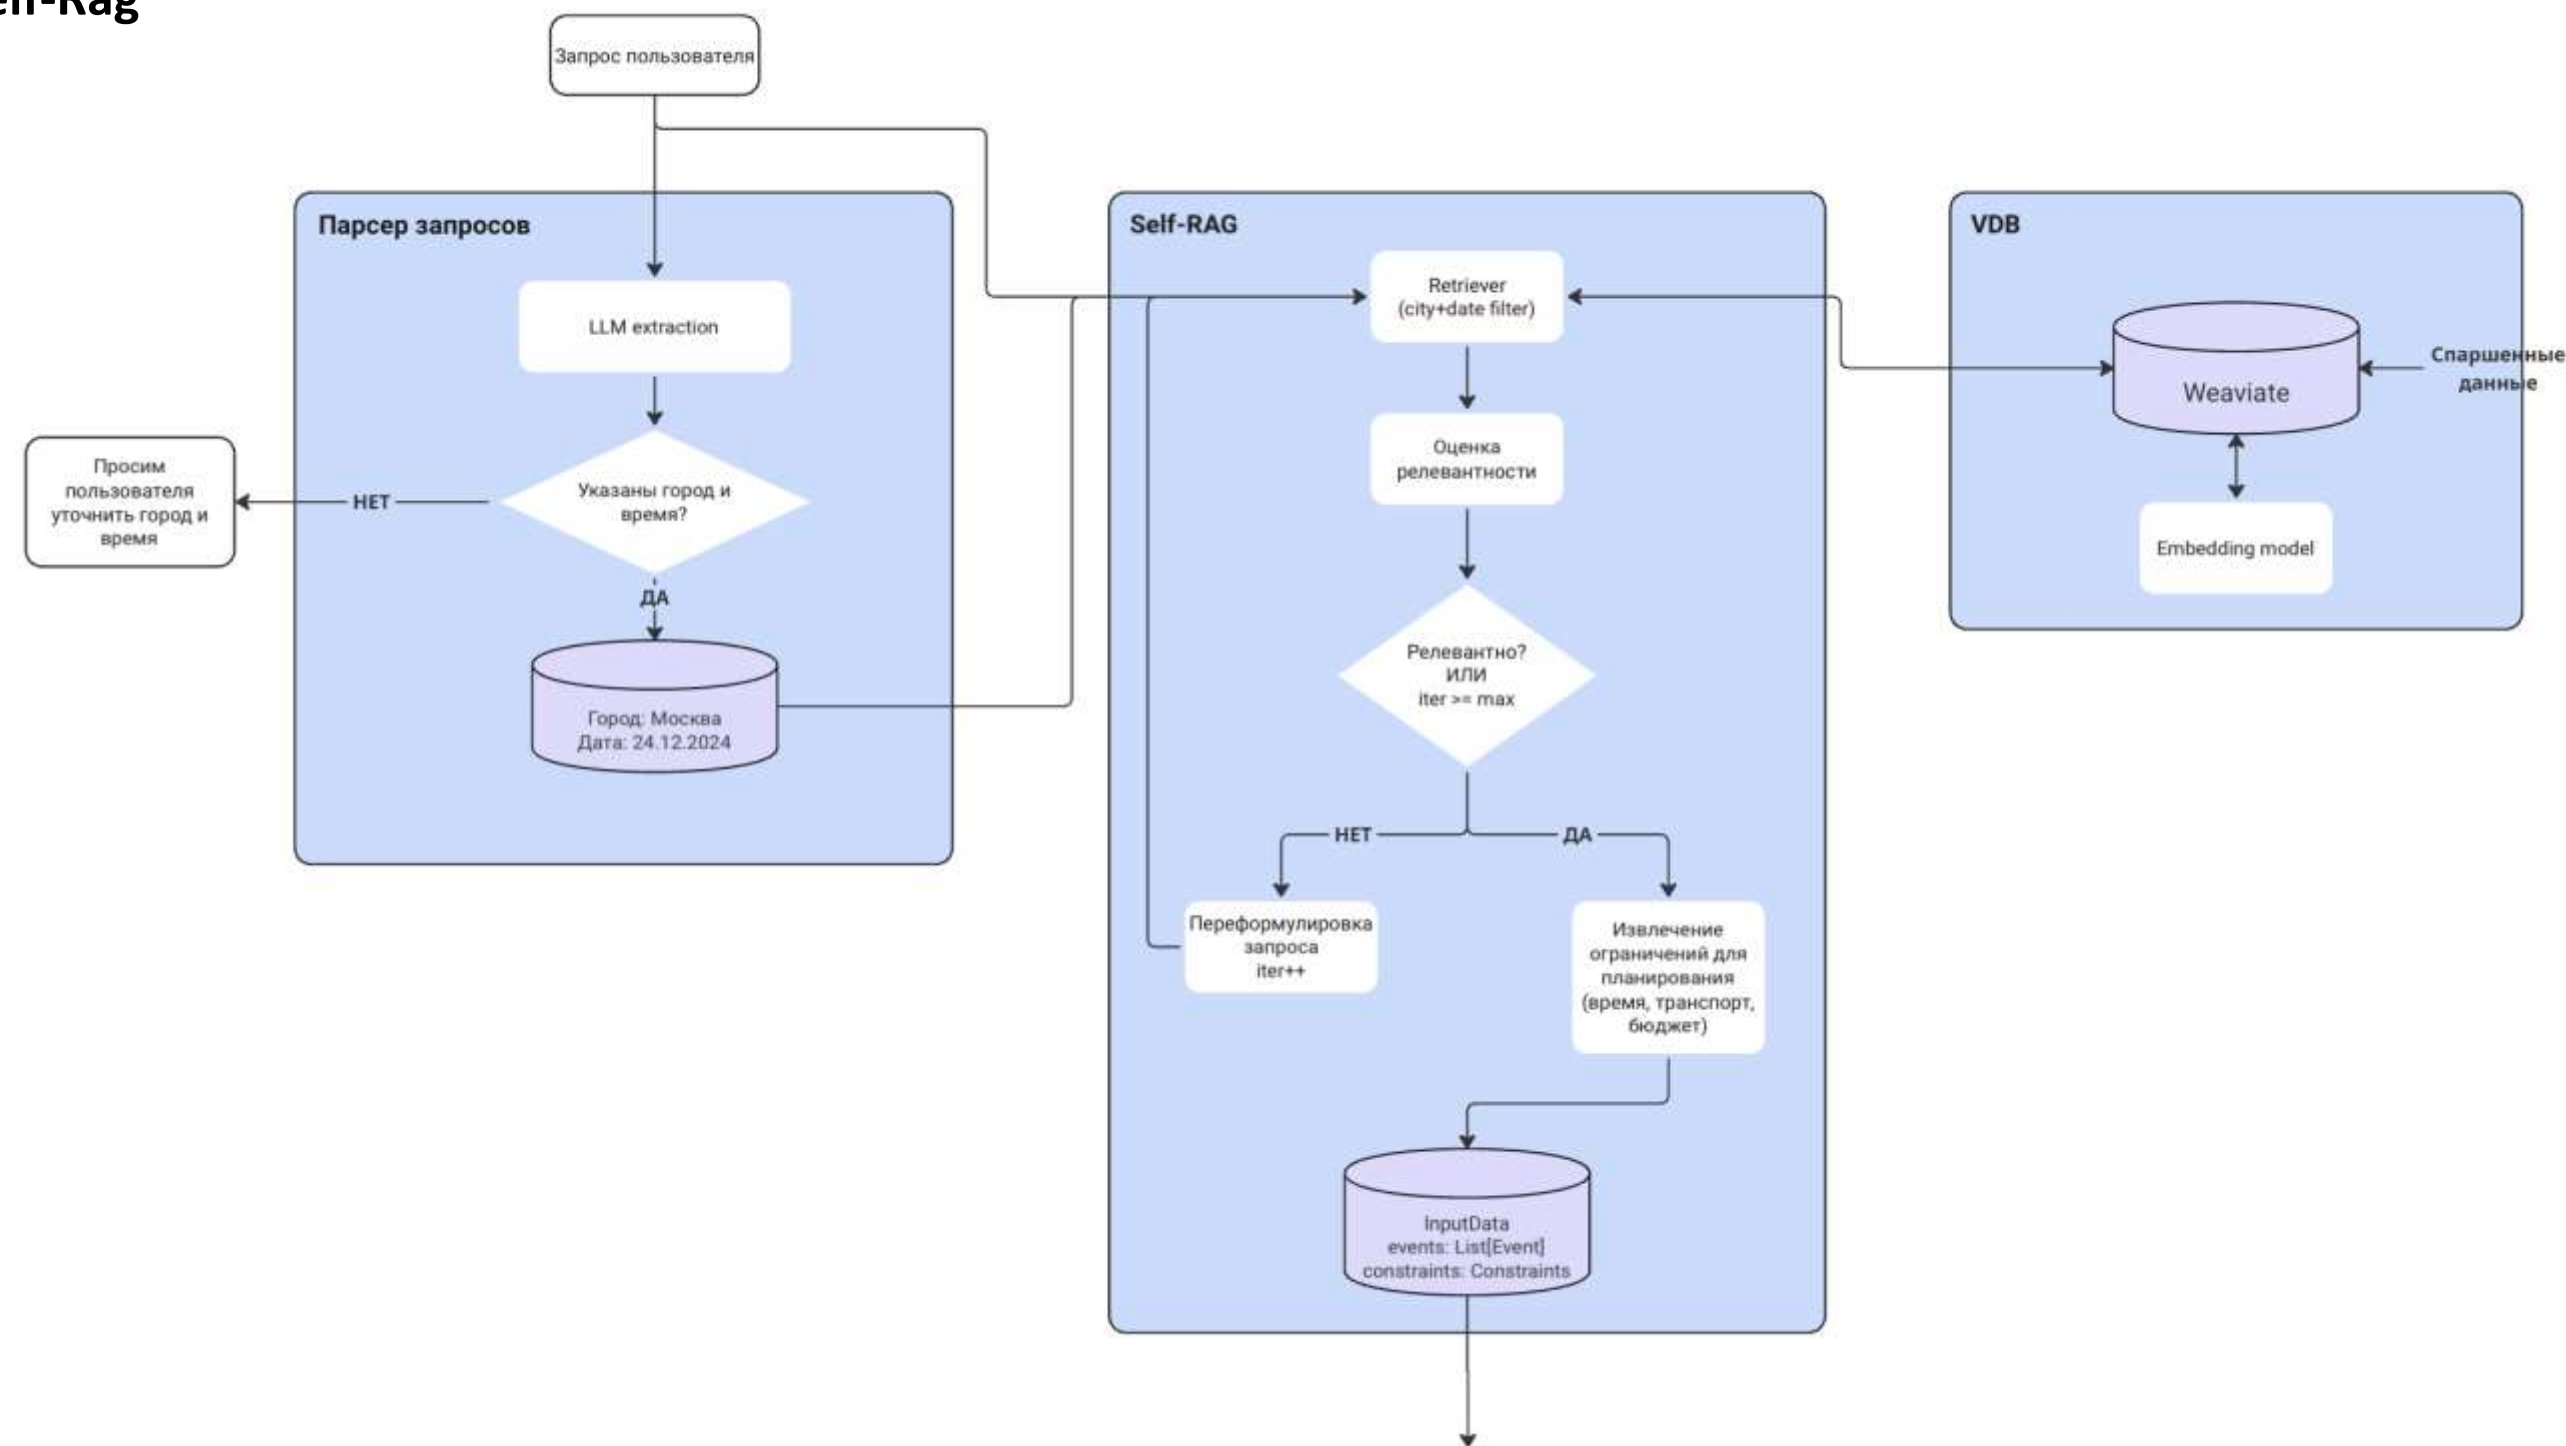 elf-Rag
Запрос пользователя
Парсер запросов
LLM extraction
Указаны город и
время?
НЕТ
Просим
пользователя
уточнить город и
время
ДА
Город: Москва
Дата: 24.12.2024
Self-RAG
Retriever
(city+date filter)
Оценка
релевантности
Релевантно?
ИЛИ
iter >= max
НЕТ
ДА
Переформулировка
запроса
iter++
Извлечение
ограничений для
планирования
(время, транспорт,
бюджет)
InputData
events: List[Event]
constraints: Constraints
VDB
Weaviate
Спаршенные
данные
Embedding model